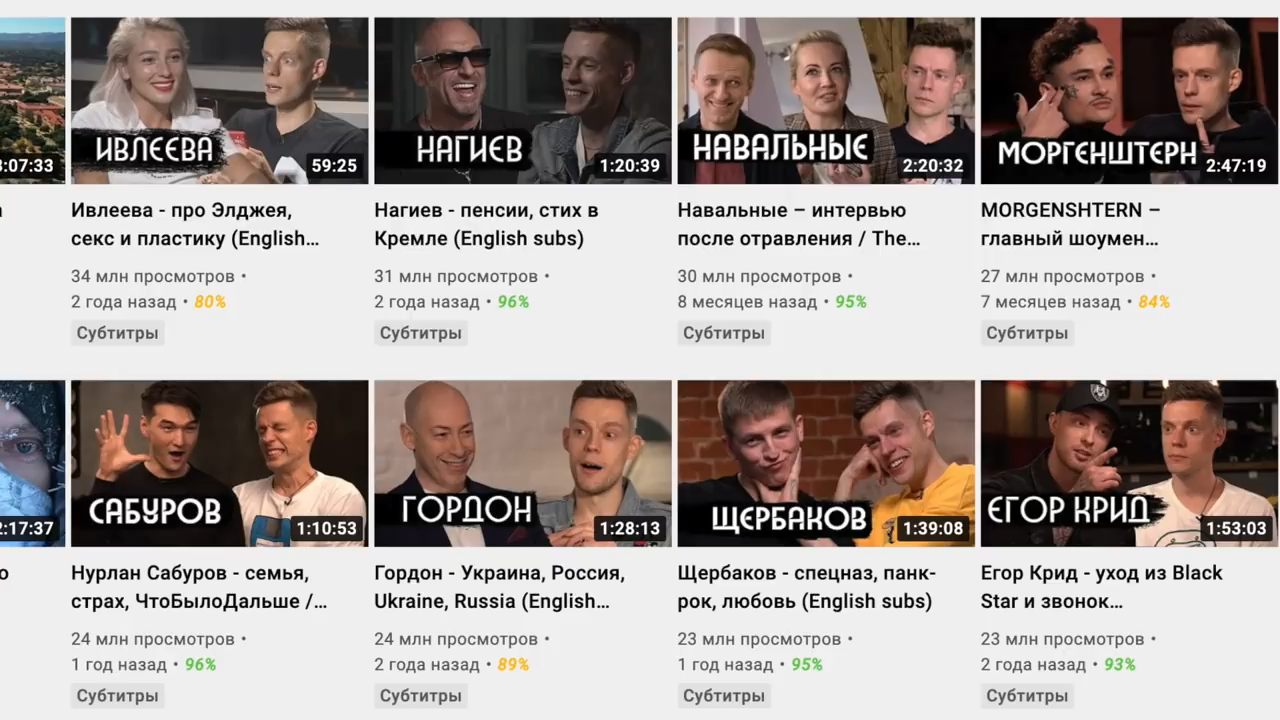 3:07:33
ИВЛЕЕВА
59:25
НАГИЕВ
1:20:39
НАВАЛЬНЫЕ
2:20:32
МОРГЕНШТЕРН
2:47:19
Ивлеева - про Элджея,
секс и пластику (English...
34 млн просмотров •
2 года назад • 80%
Субтитры
Нагиев - пенсии, стих в
Кремле (English subs)
31 млн просмотров •
2 года назад • 96%
Субтитры
Навальные – интервью
после отравления / The...
30 млн просмотров •
8 месяцев назад • 95%
Субтитры
MORGENSHTERN –
главный шоумен...
27 млн просмотров •
7 месяцев назад • 84%
Субтитры
2:17:37
САБУРОВ
1:10:53
ГОРДОН
1:28:13
ЩЕРБАКОВ
1:39:08
ЕГОР КРИД
1:53:03
Нурлан Сабуров - семья,
страх, ЧтоБылоДальше /...
24 млн просмотров •
1 год назад • 96%
Субтитры
Гордон - Украина, Россия,
Ukraine, Russia (English...
24 млн просмотров •
2 года назад • 89%
Субтитры
Щербаков - спецназ, панк-
рок, любовь (English subs)
23 млн просмотров •
1 год назад • 95%
Субтитры
Егор Крид - уход из Black
Star и звонок...
23 млн просмотров •
2 года назад • 93%
Субтитры